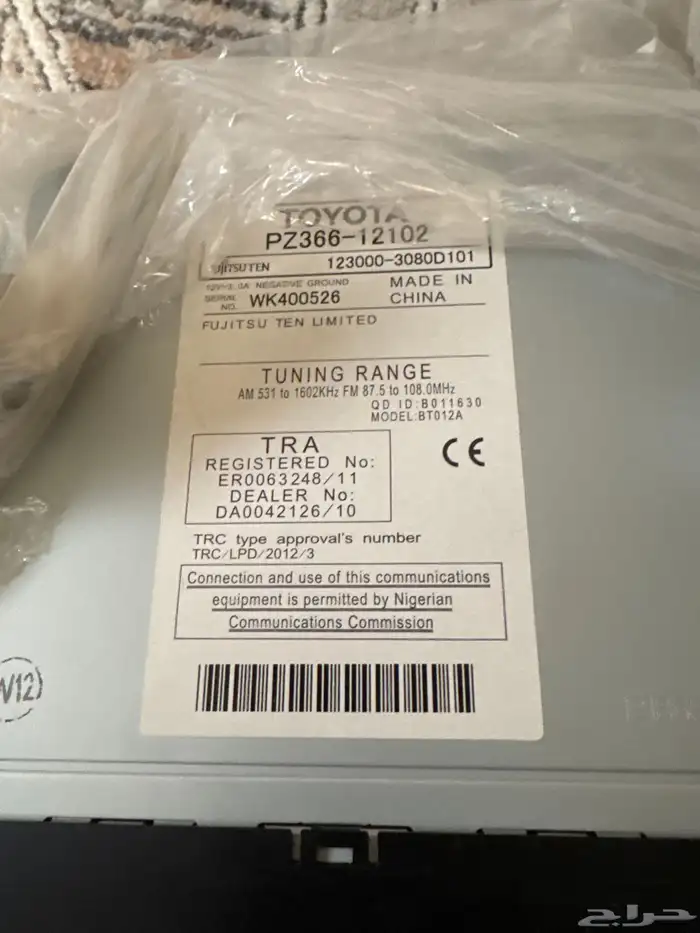 TOYOTA
PZ366-12102
FUJITSU TEN 123000-3080D101
12V 3.0A NEGATIVE GROUND
MADE IN
CHINA
SERIAL NO. WK400526
FUJITSU TEN LIMITED
TUNING RANGE
AM 531 to 1602KHz FM 87.5 to 108.0MHz
QD ID:B011630
MODEL:BT012A
TRA
REGISTERED No:
ER0063248/11
DEALER No:
DA0042126/10
CE
TRC type approval's number
TRC/LPD/2012/3
Connection and use of this communications
equipment is permitted by Nigerian
Communications Commission
حراج